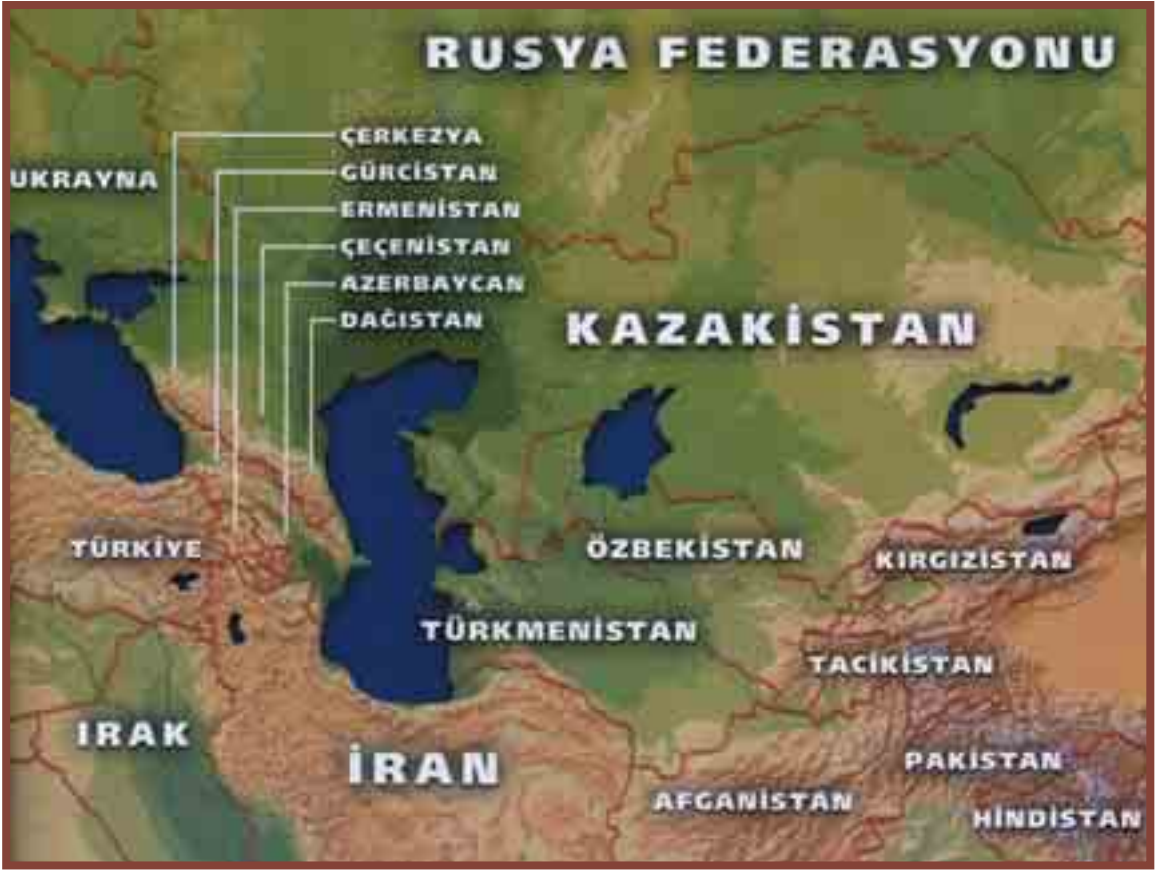 RUSYA FEDERASYONU
ÇERKEZYA
GÜRCİSTAN
UKRAYNA
ERMENİSTAN
ÇEÇENİSTAN
AZERBAYCAN
DAĞISTAN
KAZAKİSTAN
TÜRKİYE
ÖZBEKİSTAN
KIRGIZİSTAN
TÜRKMENİSTAN
TACİKİSTAN
IRAK
İRAN
PAKİSTAN
AFGANİSTAN
HİNDİSTAN